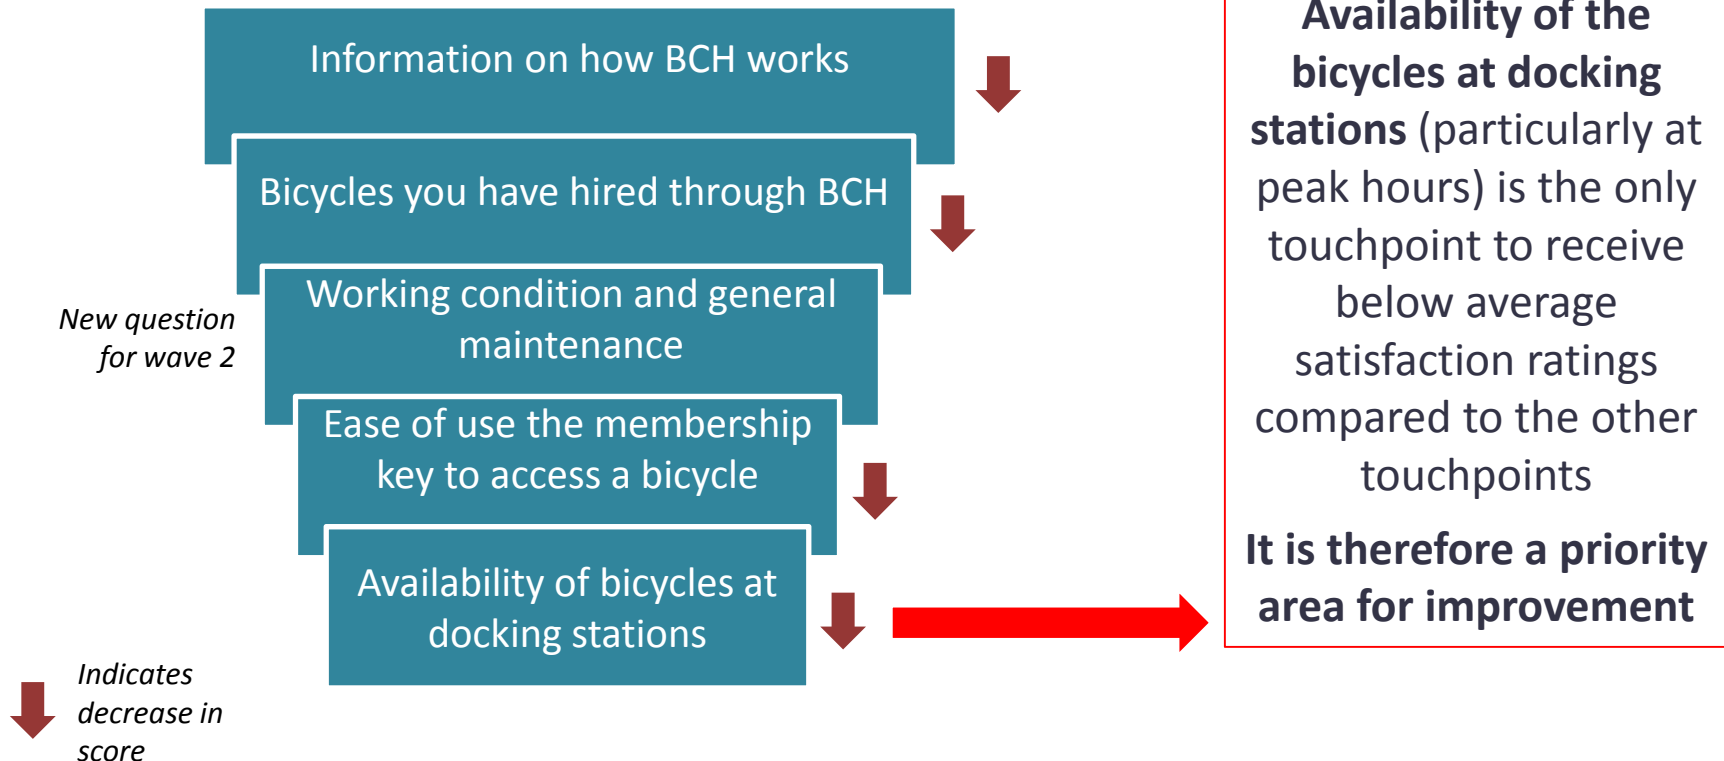 Information on how BCH works
Bicycles you have hired through BCH
New question
for wave 2
Working condition and general
maintenance
Ease of use the membership
key to access a bicycle
Availability of bicycles at
docking stations
Indicates
decrease in
score
Availability of the
bicycles at docking
stations (particularly at
peak hours) is the only
touchpoint to receive
below average
satisfaction ratings
compared to the other
touchpoints
It is therefore a priority
area for improvement